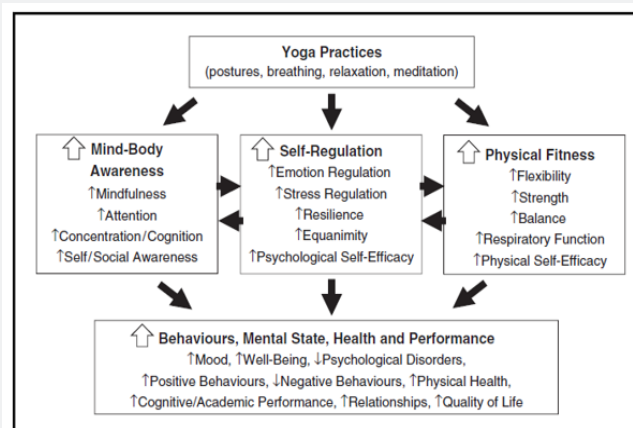 Yoga Practices
(postures, breathing, relaxation, meditation)
Mind-Body
Awareness
↑Mindfulness
↑Attention
↑Concentration/Cognition
↑Self/Social Awareness
Self-Regulation
↑Emotion Regulation
↑Stress Regulation
↑Resilience
↑Equanimity
↑Psychological Self-Efficacy
Physical Fitness
↑Flexibility
↑Strength
↑Balance
↑Respiratory Function
↑Physical Self-Efficacy
Behaviours, Mental State, Health and Performance
↑Mood, ↑Well-Being, ↓Psychological Disorders,
↑Positive Behaviours, ↓Negative Behaviours, ↑Physical Health,
↑Cognitive/Academic Performance, ↑Relationships, ↑Quality of Life